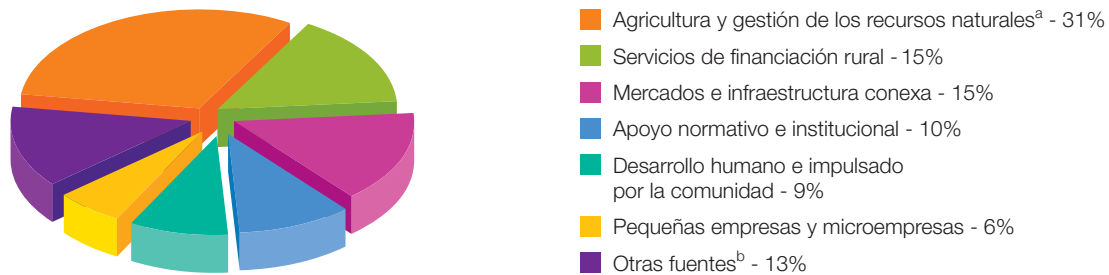 Agricultura y gestión de los recursos naturalesᵃ - 31%
Servicios de financiación rural - 15%
Mercados e infraestructura conexa - 15%
Apoyo normativo e institucional - 10%
Desarrollo humano e impulsado
por la comunidad - 9%
Pequeñas empresas y microempresas - 6%
Otras fuentesᵇ - 13%